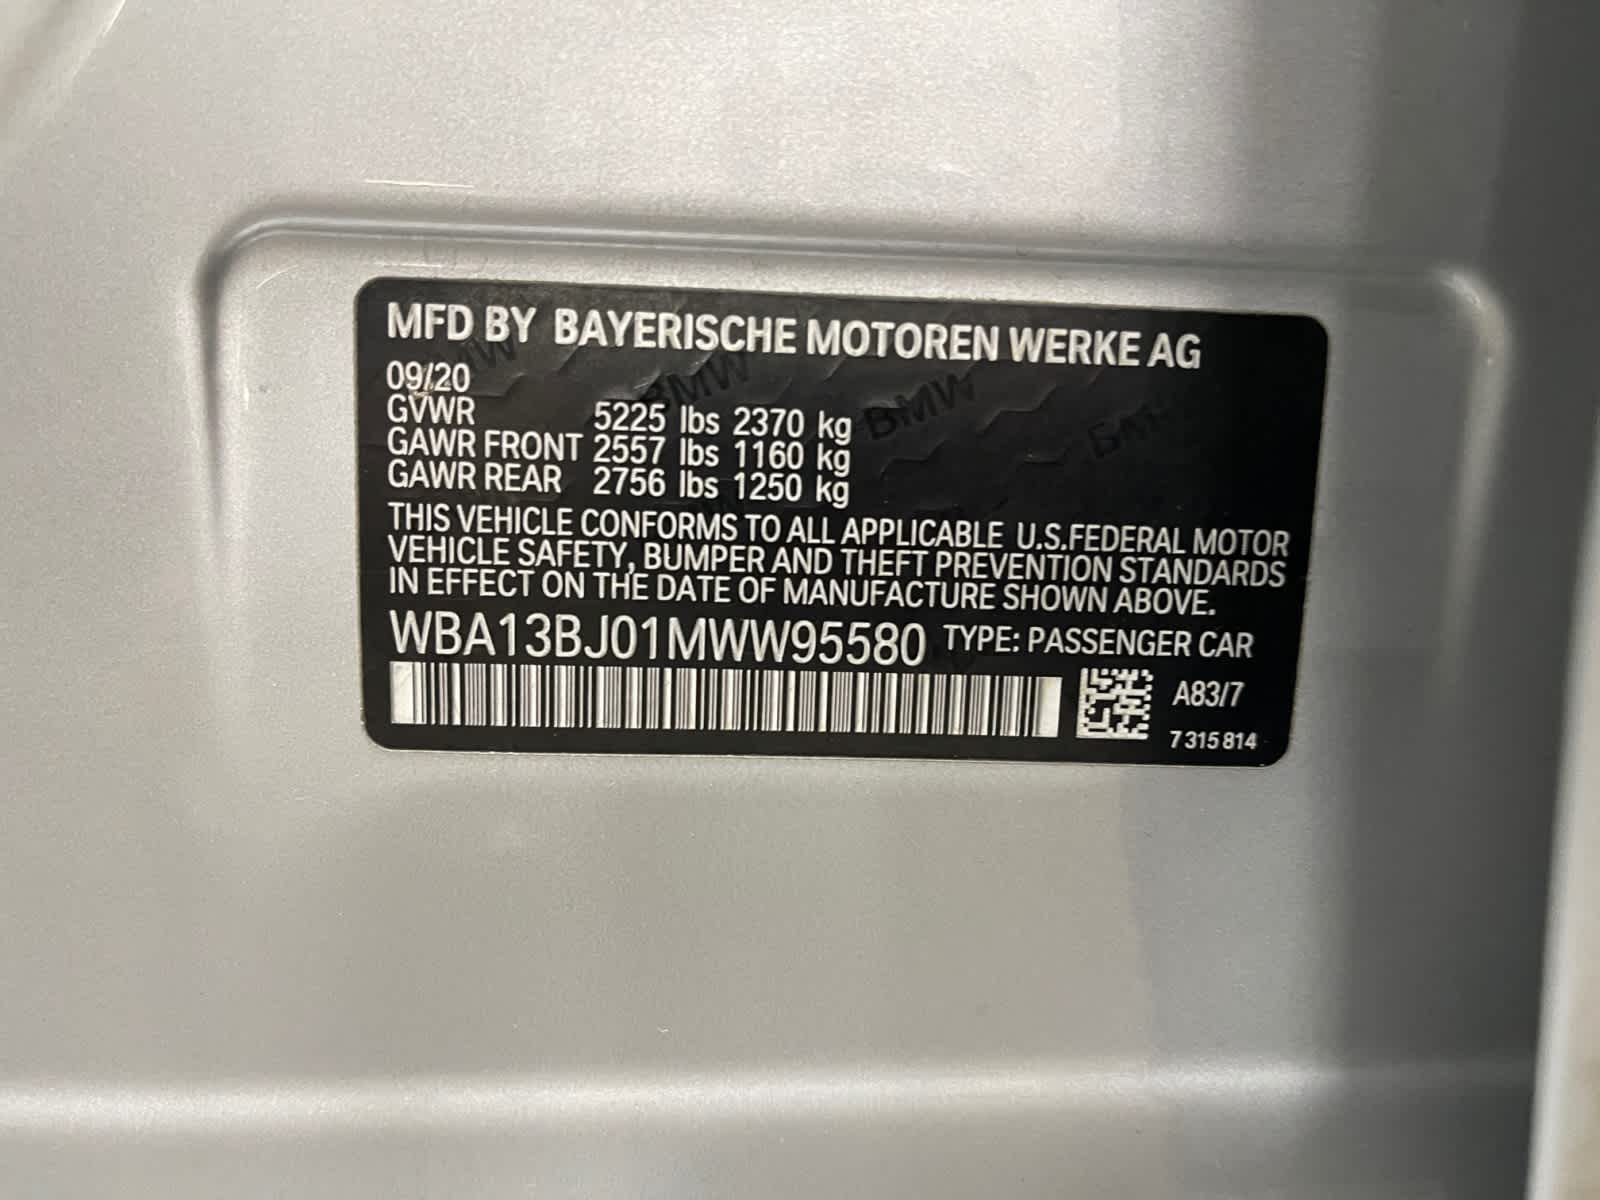 MFD BY BAYERISCHE MOTOREN WERKE AG
09/20
GVWR 5225 lbs 2370 kg
GAWR FRONT 2557 lbs 1160 kg
GAWR REAR 2756 lbs 1250 kg
THIS VEHICLE CONFORMS TO ALL APPLICABLE U.S.FEDERAL MOTOR
VEHICLE SAFETY, BUMPER AND THEFT PREVENTION STANDARDS
IN EFFECT ON THE DATE OF MANUFACTURE SHOWN ABOVE.
WBA13BJ01MWW95580 TYPE: PASSENGER CAR
A83/7
7 315 814